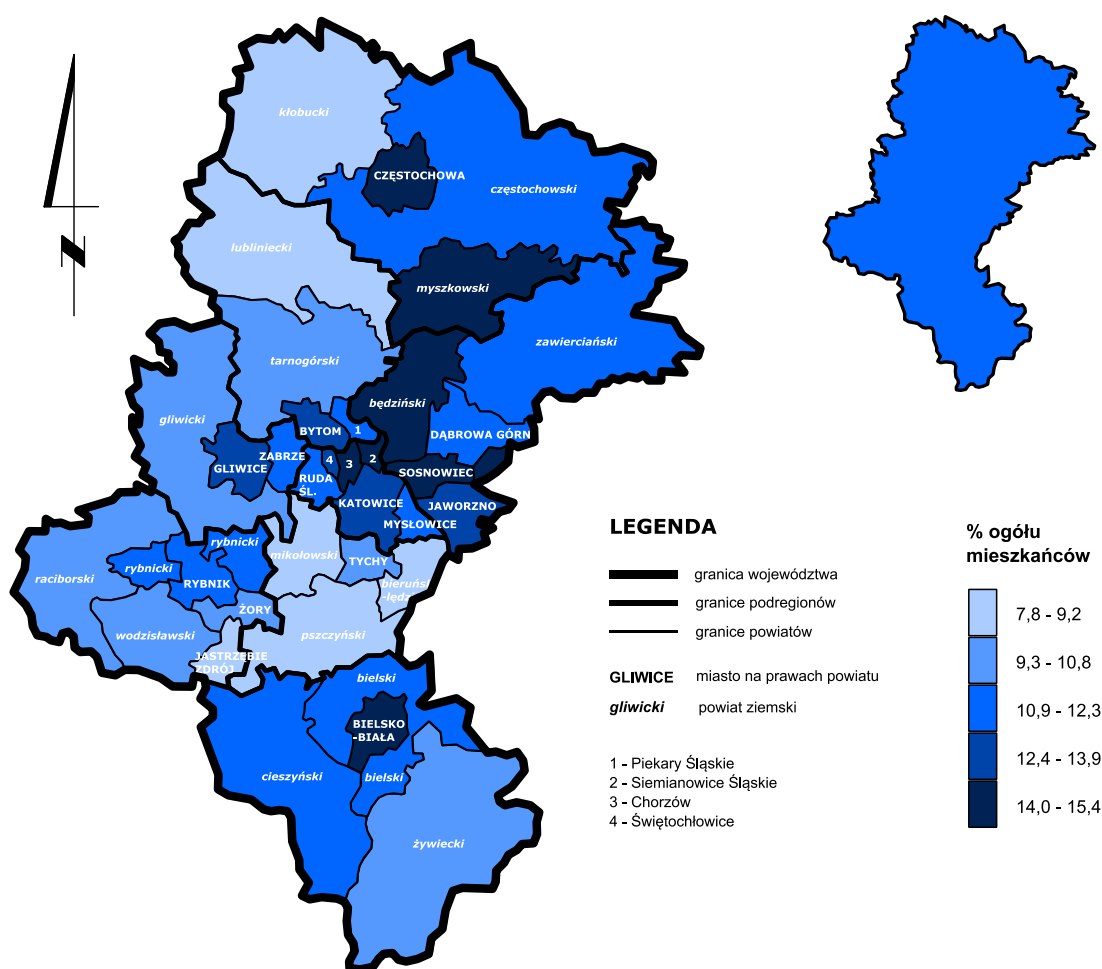 kłobucki
CZĘSTOCHOWA
częstochowski
lubliniecki
myszkowski
zawierciański
tarnogórski
będziński
gliwicki
BYTOM
1
DĄBROWA GÓRN
ZABRZE
GLIWICE
4
3
2
SOSNOWIEC
RUDA
ŚL.
KATOWICE
JAWORZNO
MYSŁOWICE
rybnicki
mikołowski
TYCHY
raciborski
rybnicki
RYBNIK
bieruńsk
-lędzi
ŻORY
wodzisławski
pszczyński
JASTRZĘBIE
ZDRÓJ
bielski
BIELSKO
-BIAŁA
cieszyński
bielski
żywiecki
N
LEGENDA
granica województwa
granice podregionów
granice powiatów
GLIWICE miasto na prawach powiatu
gliwicki powiat ziemski
1 - Piekary Śląskie
2 - Siemianowice Śląskie
3 - Chorzów
4 - Świętochłowice
% ogółu
mieszkańców
7,8 - 9,2
9,3 - 10,8
10,9 - 12,3
12,4 - 13,9
14,0 - 15,4